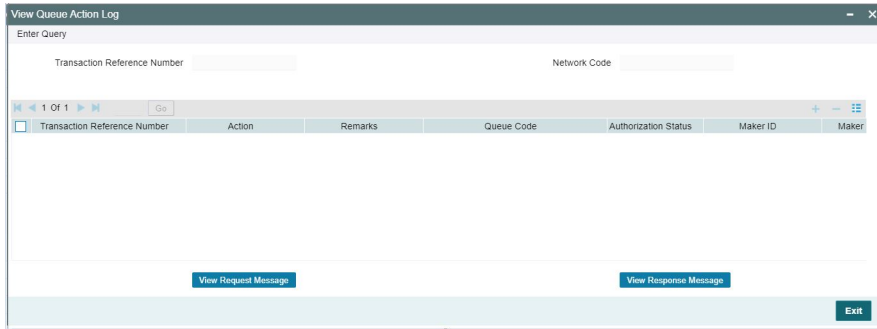 View Queue Action Log
Enter Query
Transaction Reference Number Network Code
1 Of 1 Go
Transaction Reference Number Action Remarks Queue Code Authorization Status Maker ID Maker
View Request Message View Response Message
Exit